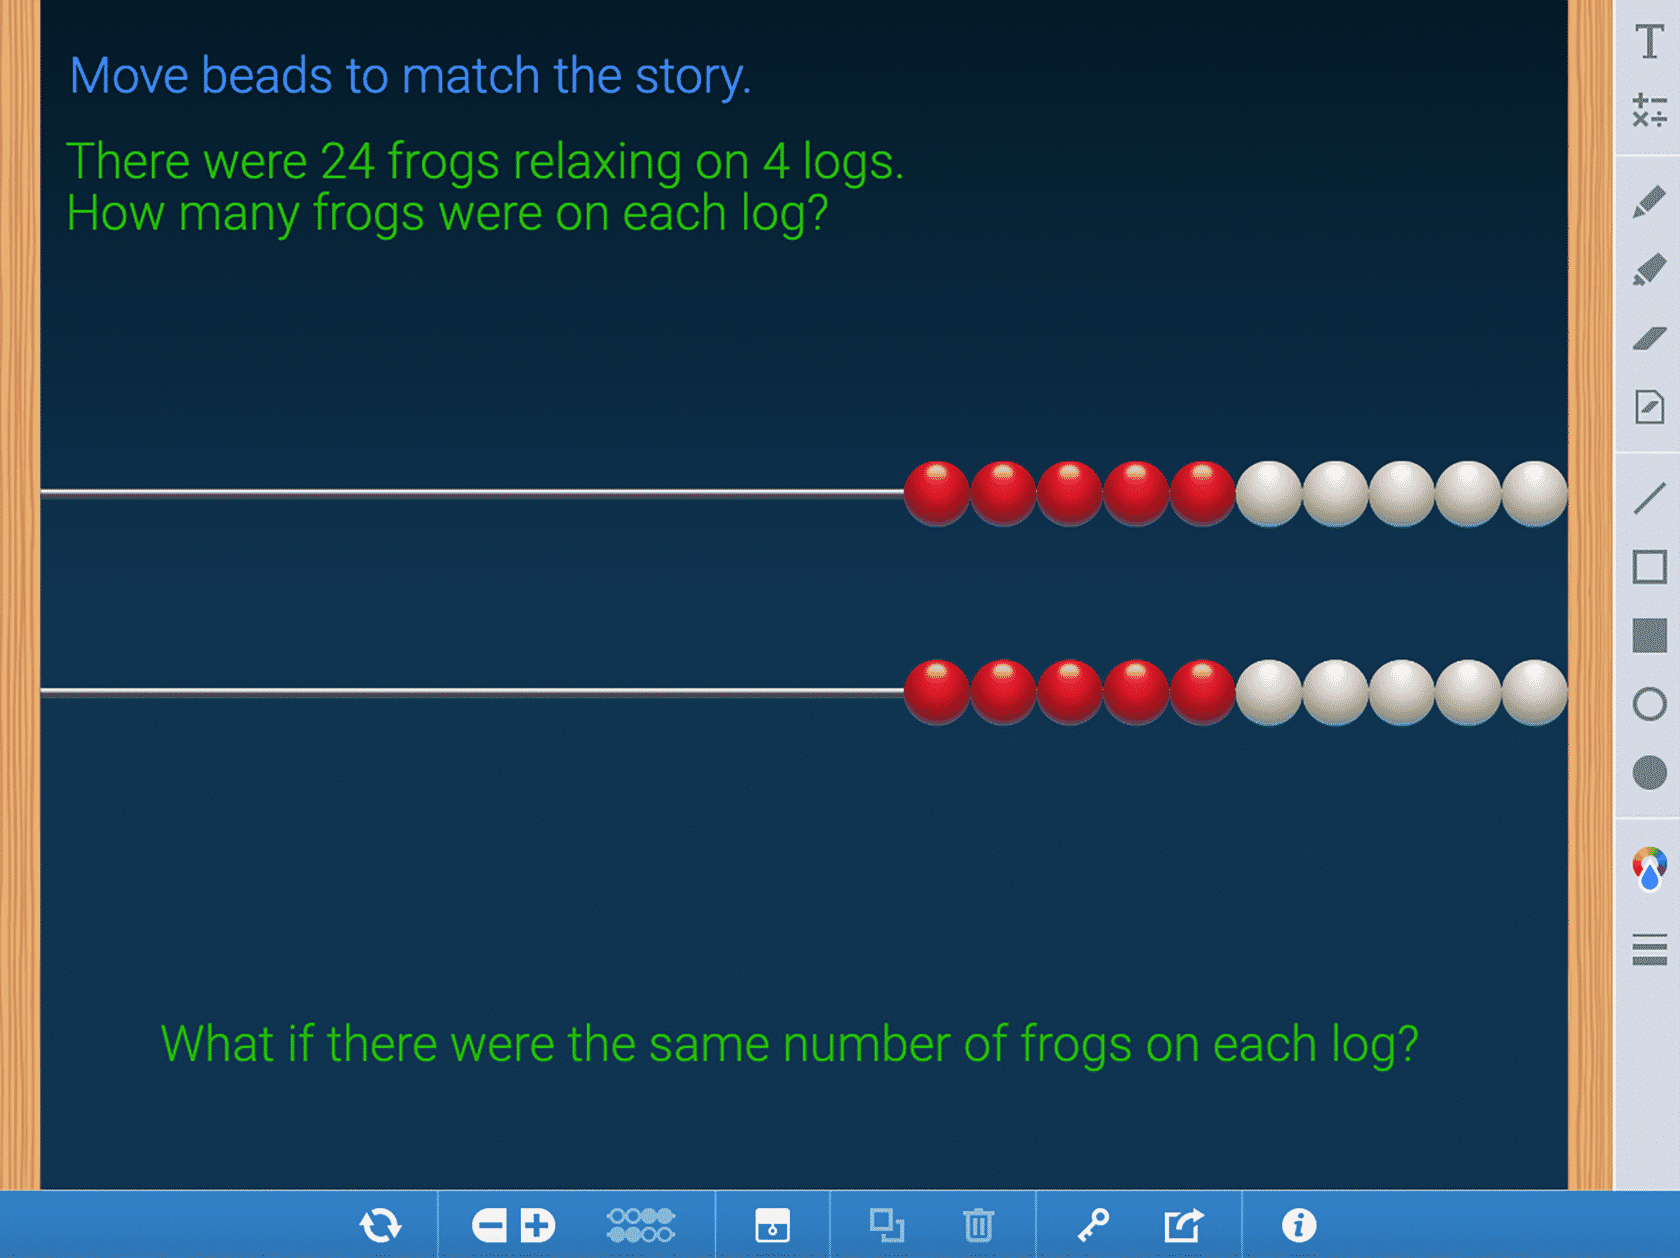 Move beads to match the story.
There were 24 frogs relaxing on 4 logs.
How many frogs were on each log?
What if there were the same number of frogs on each log?
T